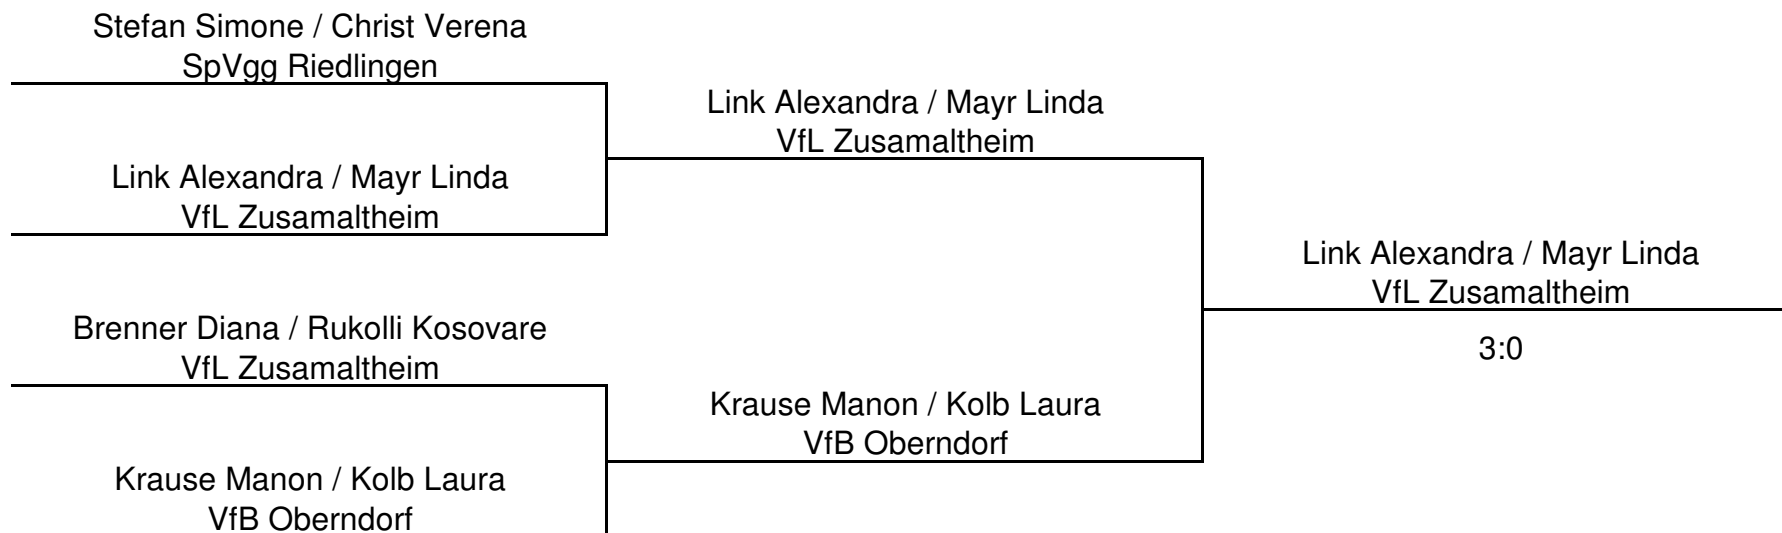 Stefan Simone / Christ Verena
SpVgg Riedlingen
Link Alexandra / Mayr Linda
VfL Zusamaltheim
Link Alexandra / Mayr Linda
VfL Zusamaltheim
Link Alexandra / Mayr Linda
VfL Zusamaltheim
3:0
Brenner Diana / Rukolli Kosovare
VfL Zusamaltheim
Krause Manon / Kolb Laura
VfB Oberndorf
Krause Manon / Kolb Laura
VfB Oberndorf